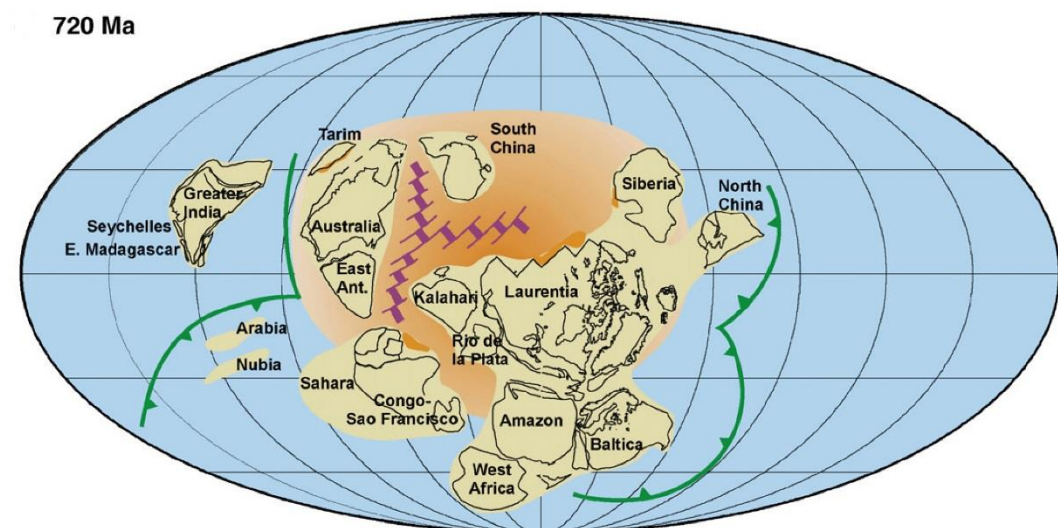 720 Ma
Tarim
South
China
Siberia
North
China
Greater
India
Seychelles
E. Madagascar
Australia
East
Ant.
Kalahari
Laurentia
Arabia
Rio de
la Plata
Nubia
Sahara
Congo-
Sao Francisco
Amazon
Baltica
West
Africa